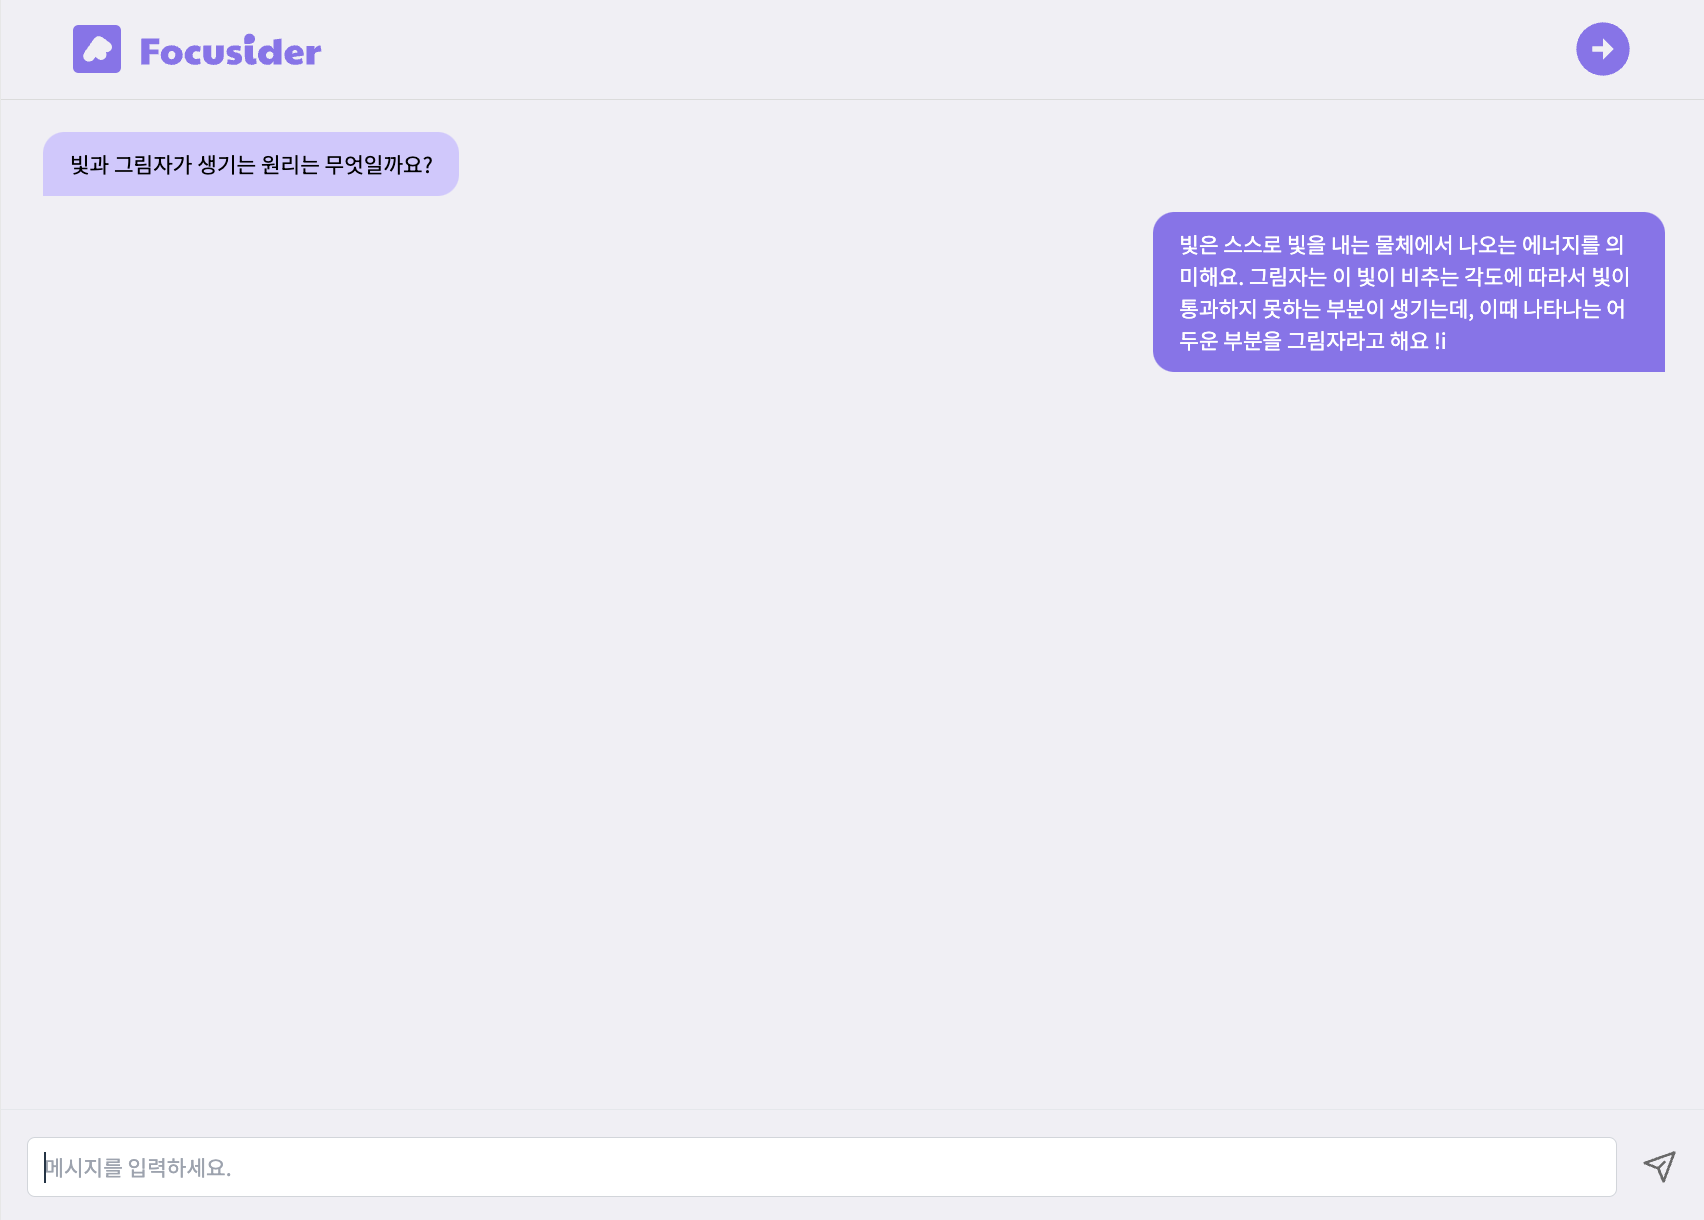 Focusider
빛과 그림자가 생기는 원리는 무엇일까요?
빛은 스스로 빛을 내는 물체에서 나오는 에너지를 의
미해요. 그림자는 이 빛이 비추는 각도에 따라서 빛이
통과하지 못하는 부분이 생기는데, 이때 나타나는 어
두운 부분을 그림자라고 해요 !i
메시지를 입력하세요.